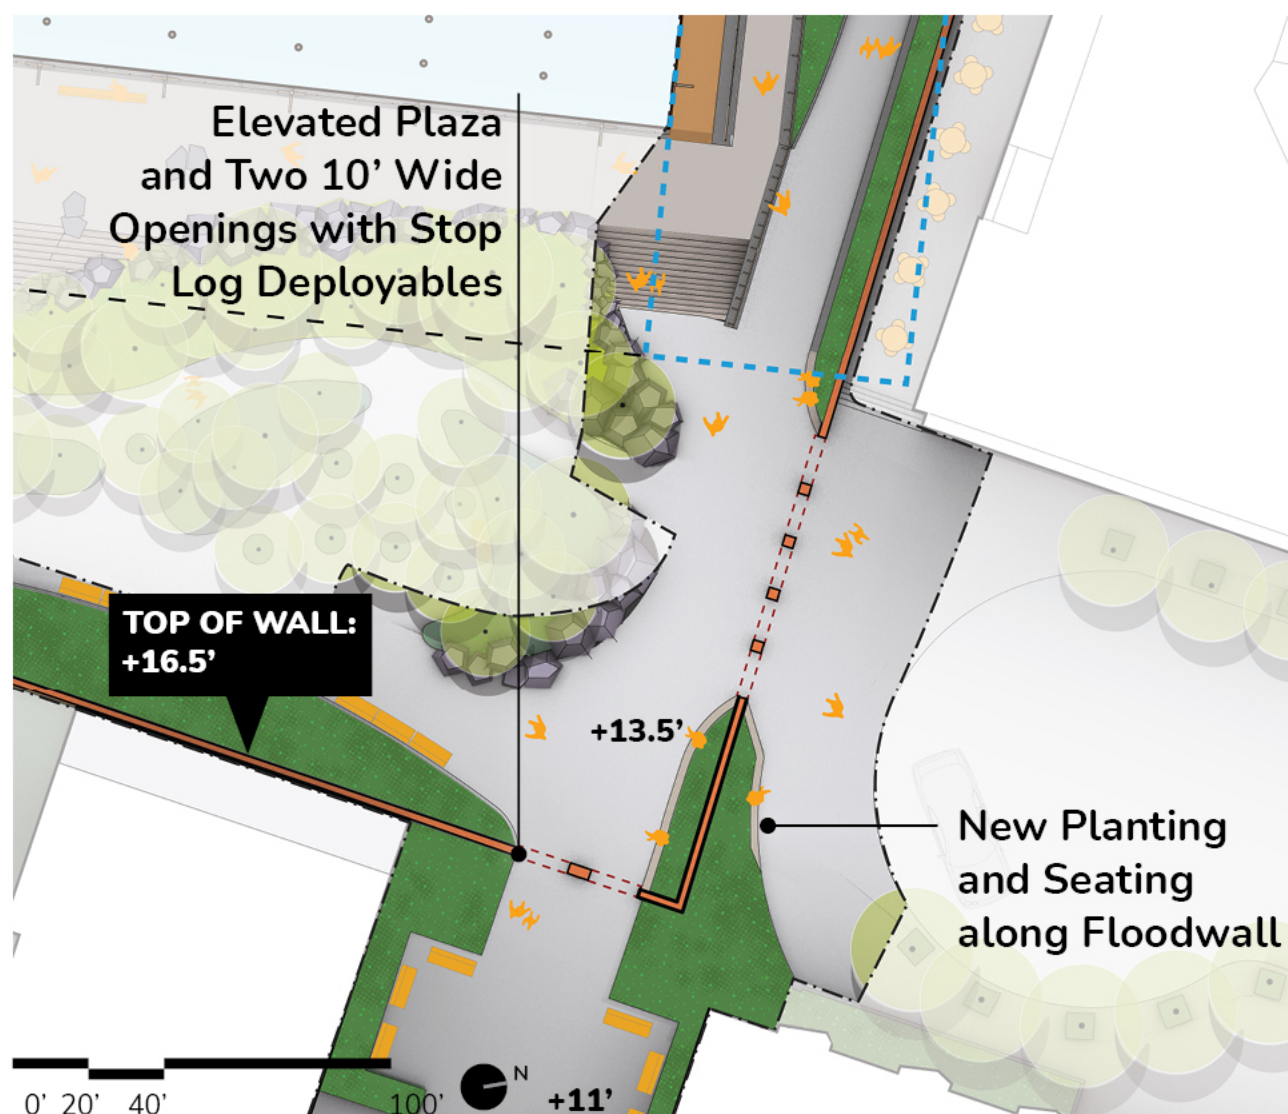 Elevated Plaza
and Two 10’ Wide
Openings with Stop
Log Deployables
TOP OF WALL:
+16.5’
+13.5’
New Planting
and Seating
along Floodwall
N
0’ 20’ 40’ 100’
+11’